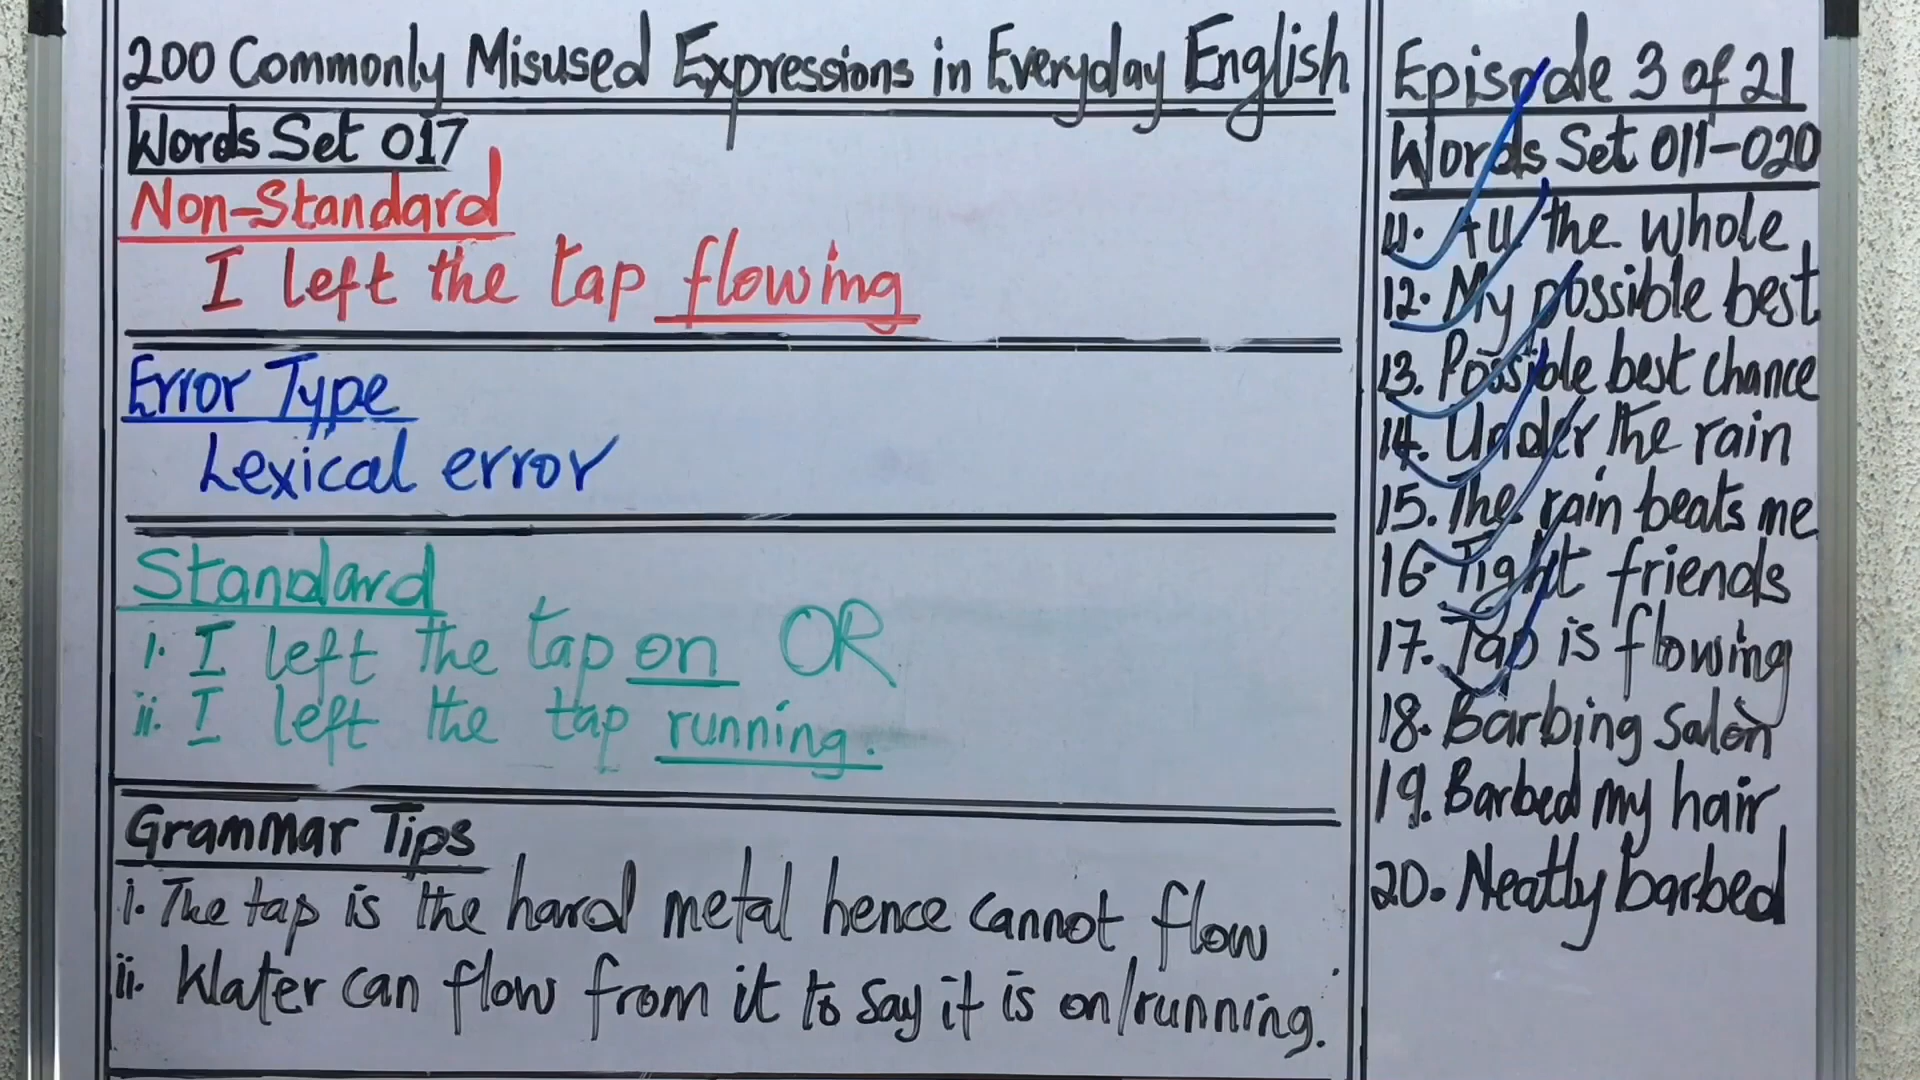 200 Commonly Misused Expressions in Everyday English
Words Set 017
Non-Standard
I left the tap flowing
Error Type
Lexical error
Standard
i. I left the tap on OR
ii. I left the tap running.
Grammar Tips
i. The tap is the hard metal hence cannot flow
ii. Water can flow from it to say it is on/running.
Episode 3 of 21
Words Set 011-020
11. All the whole
12. My possible best
13. Possible best chance
14. Under the rain
15. The rain beats me
16. Tight friends
17. Tap is flowing
18. Barbing Salon
19. Barbed my hair
20. Neatly barbed